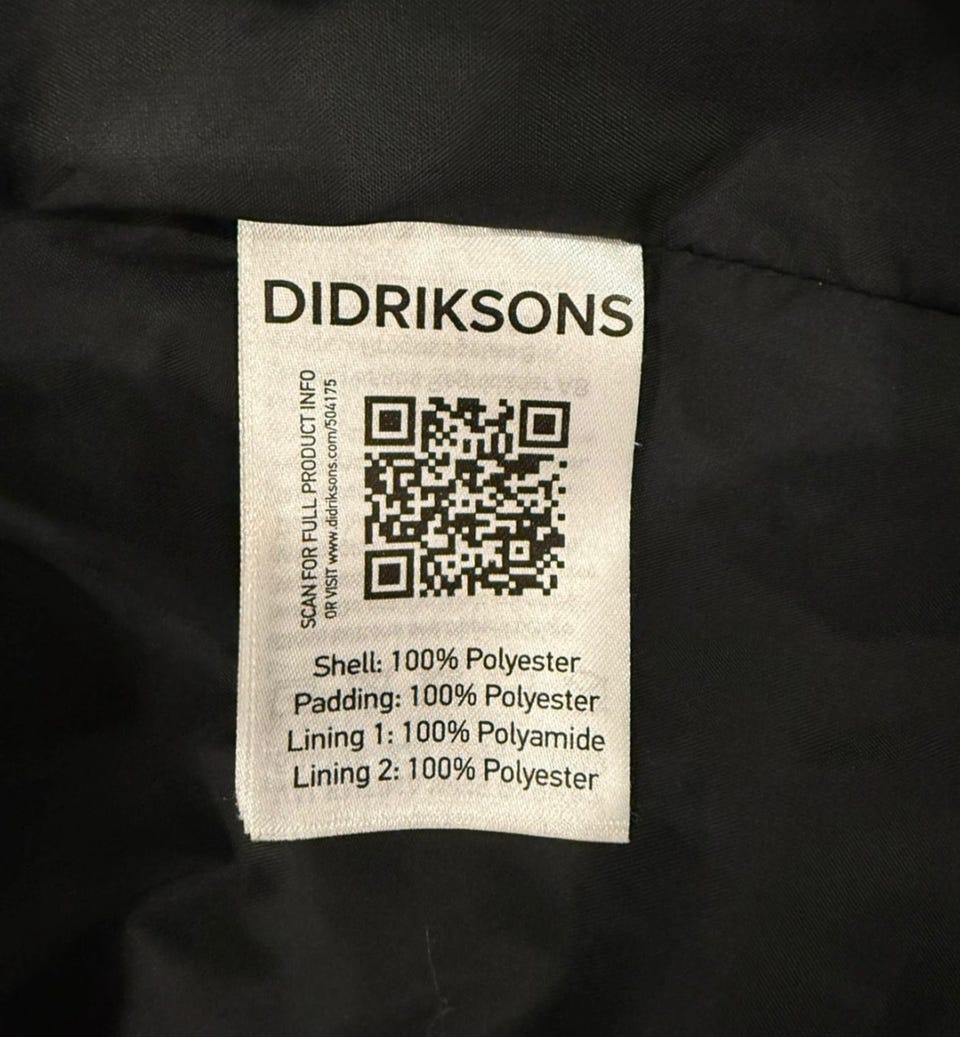 DIDRIKSONS
SCAN FOR FULL PRODUCT INFO
OR VISIT www.didriksons.com/504175
Shell: 100% Polyester
Padding: 100% Polyester
Lining 1: 100% Polyamide
Lining 2: 100% Polyester